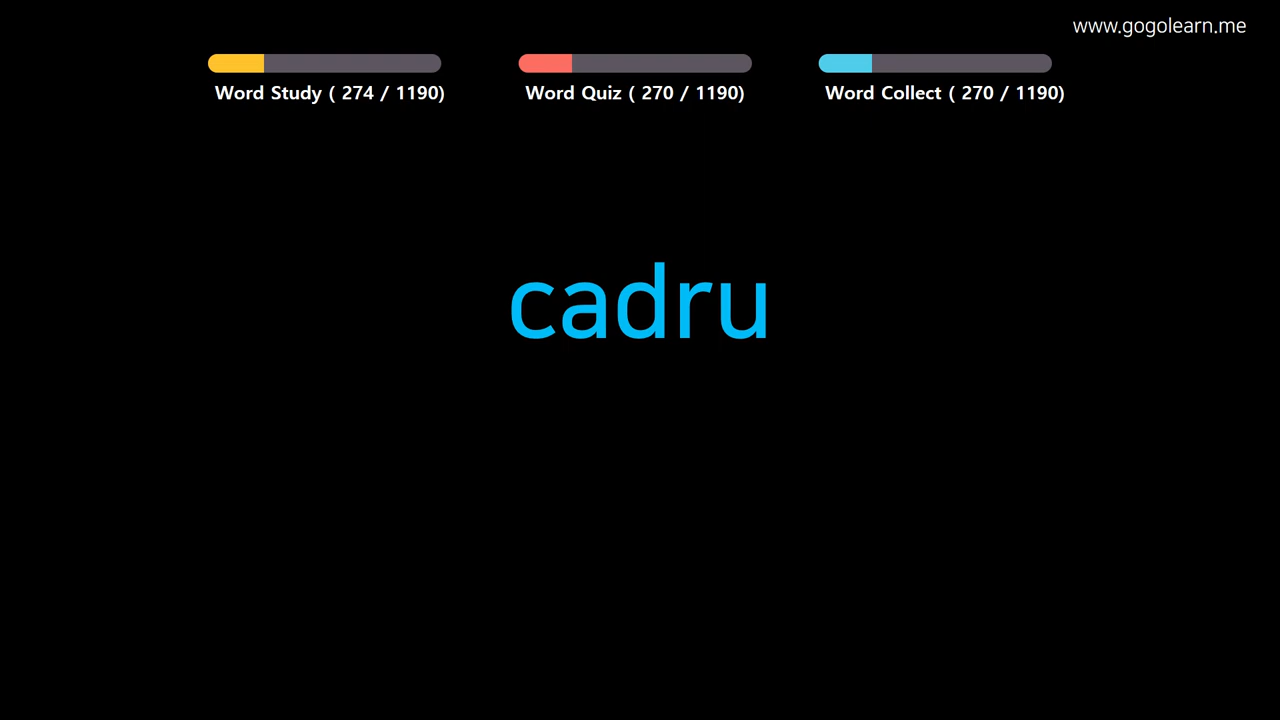 www.gogolearn.me
Word Study ( 274 / 1190)
Word Quiz ( 270 / 1190)
Word Collect ( 270 / 1190)
cadru